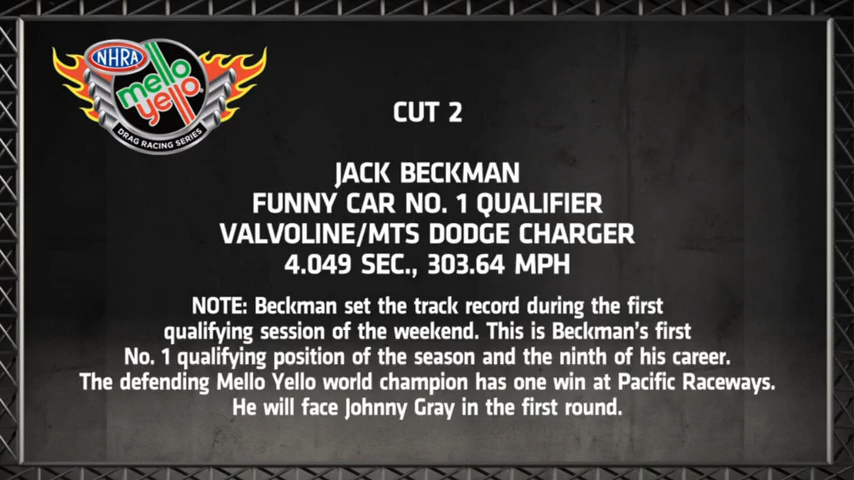 NHRA
mello
yello
DRAG RACING SERIES
CUT 2
JACK BECKMAN
FUNNY CAR NO. 1 QUALIFIER
VALVOLINE/MTS DODGE CHARGER
4.049 SEC., 303.64 MPH
NOTE: Beckman set the track record during the first
qualifying session of the weekend. This is Beckman's first
No. 1 qualifying position of the season and the ninth of his career.
The defending Mello Yello world champion has one win at Pacific Raceways.
He will face Johnny Gray in the first round.